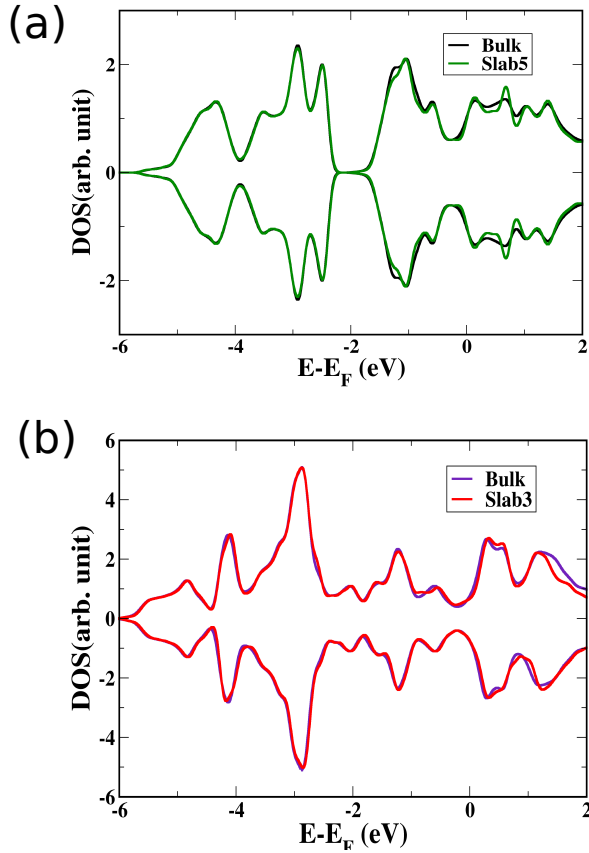 (a)
Bulk
Slab5
DOS(arb. unit)
2
0
-2
-6
-4
-2
0
2
E-E_F (eV)
(b)
Bulk
Slab3
DOS(arb. unit)
6
4
2
0
-2
-4
-6
-6
-4
-2
0
2
E-E_F (eV)